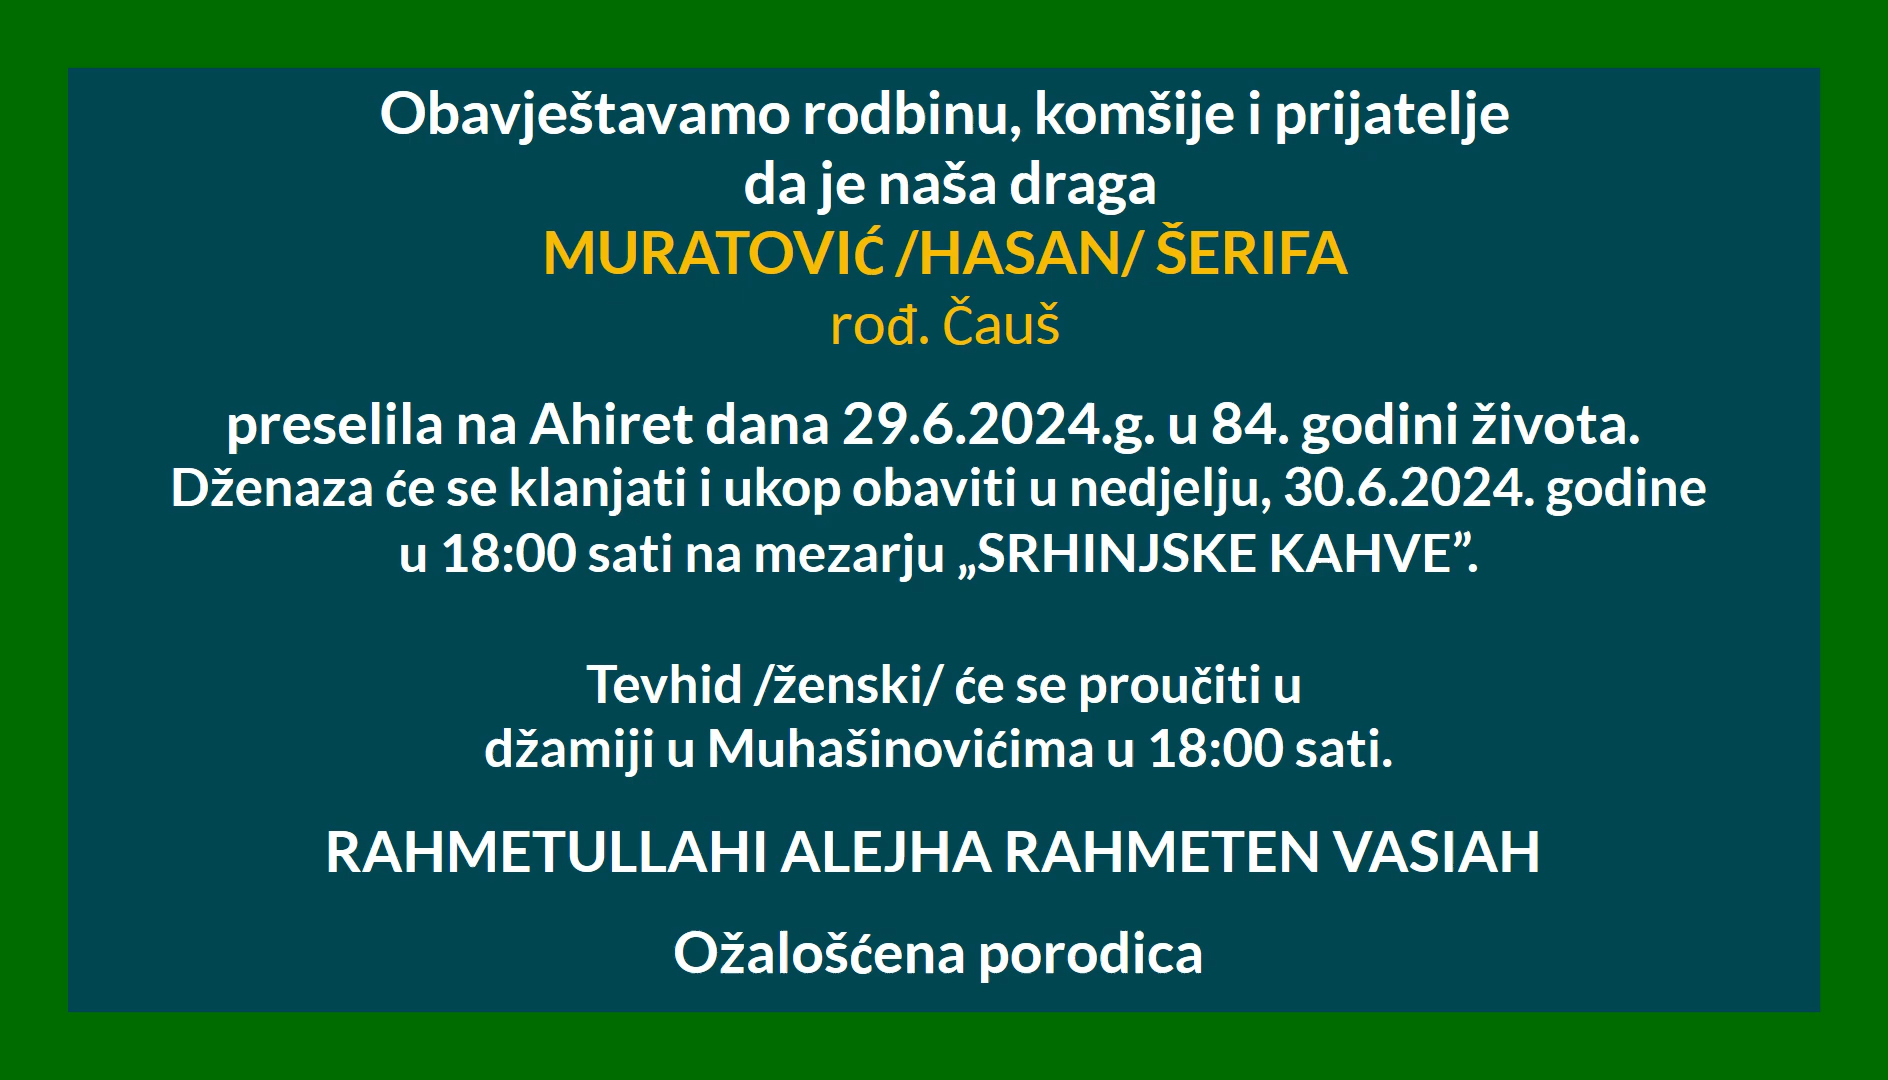 Obavještavamo rodbinu, komšije i prijatelje
da je naša draga
MURATOVIĆ /HASAN/ ŠERIFA
rođ. Čauš
preselila na Ahiret dana 29.6.2024.g. u 84. godini života.
Dženaza će se klanjati i ukop obaviti u nedjelju, 30.6.2024. godine
u 18:00 sati na mezarju „SRHINJSKE KAHVE”.
Tevhid /ženski/ će se proučiti u
džamiji u Muhašinovićima u 18:00 sati.
RAHMETULLAHI ALEJHA RAHMETEN VASIAH
Ožalošćena porodica